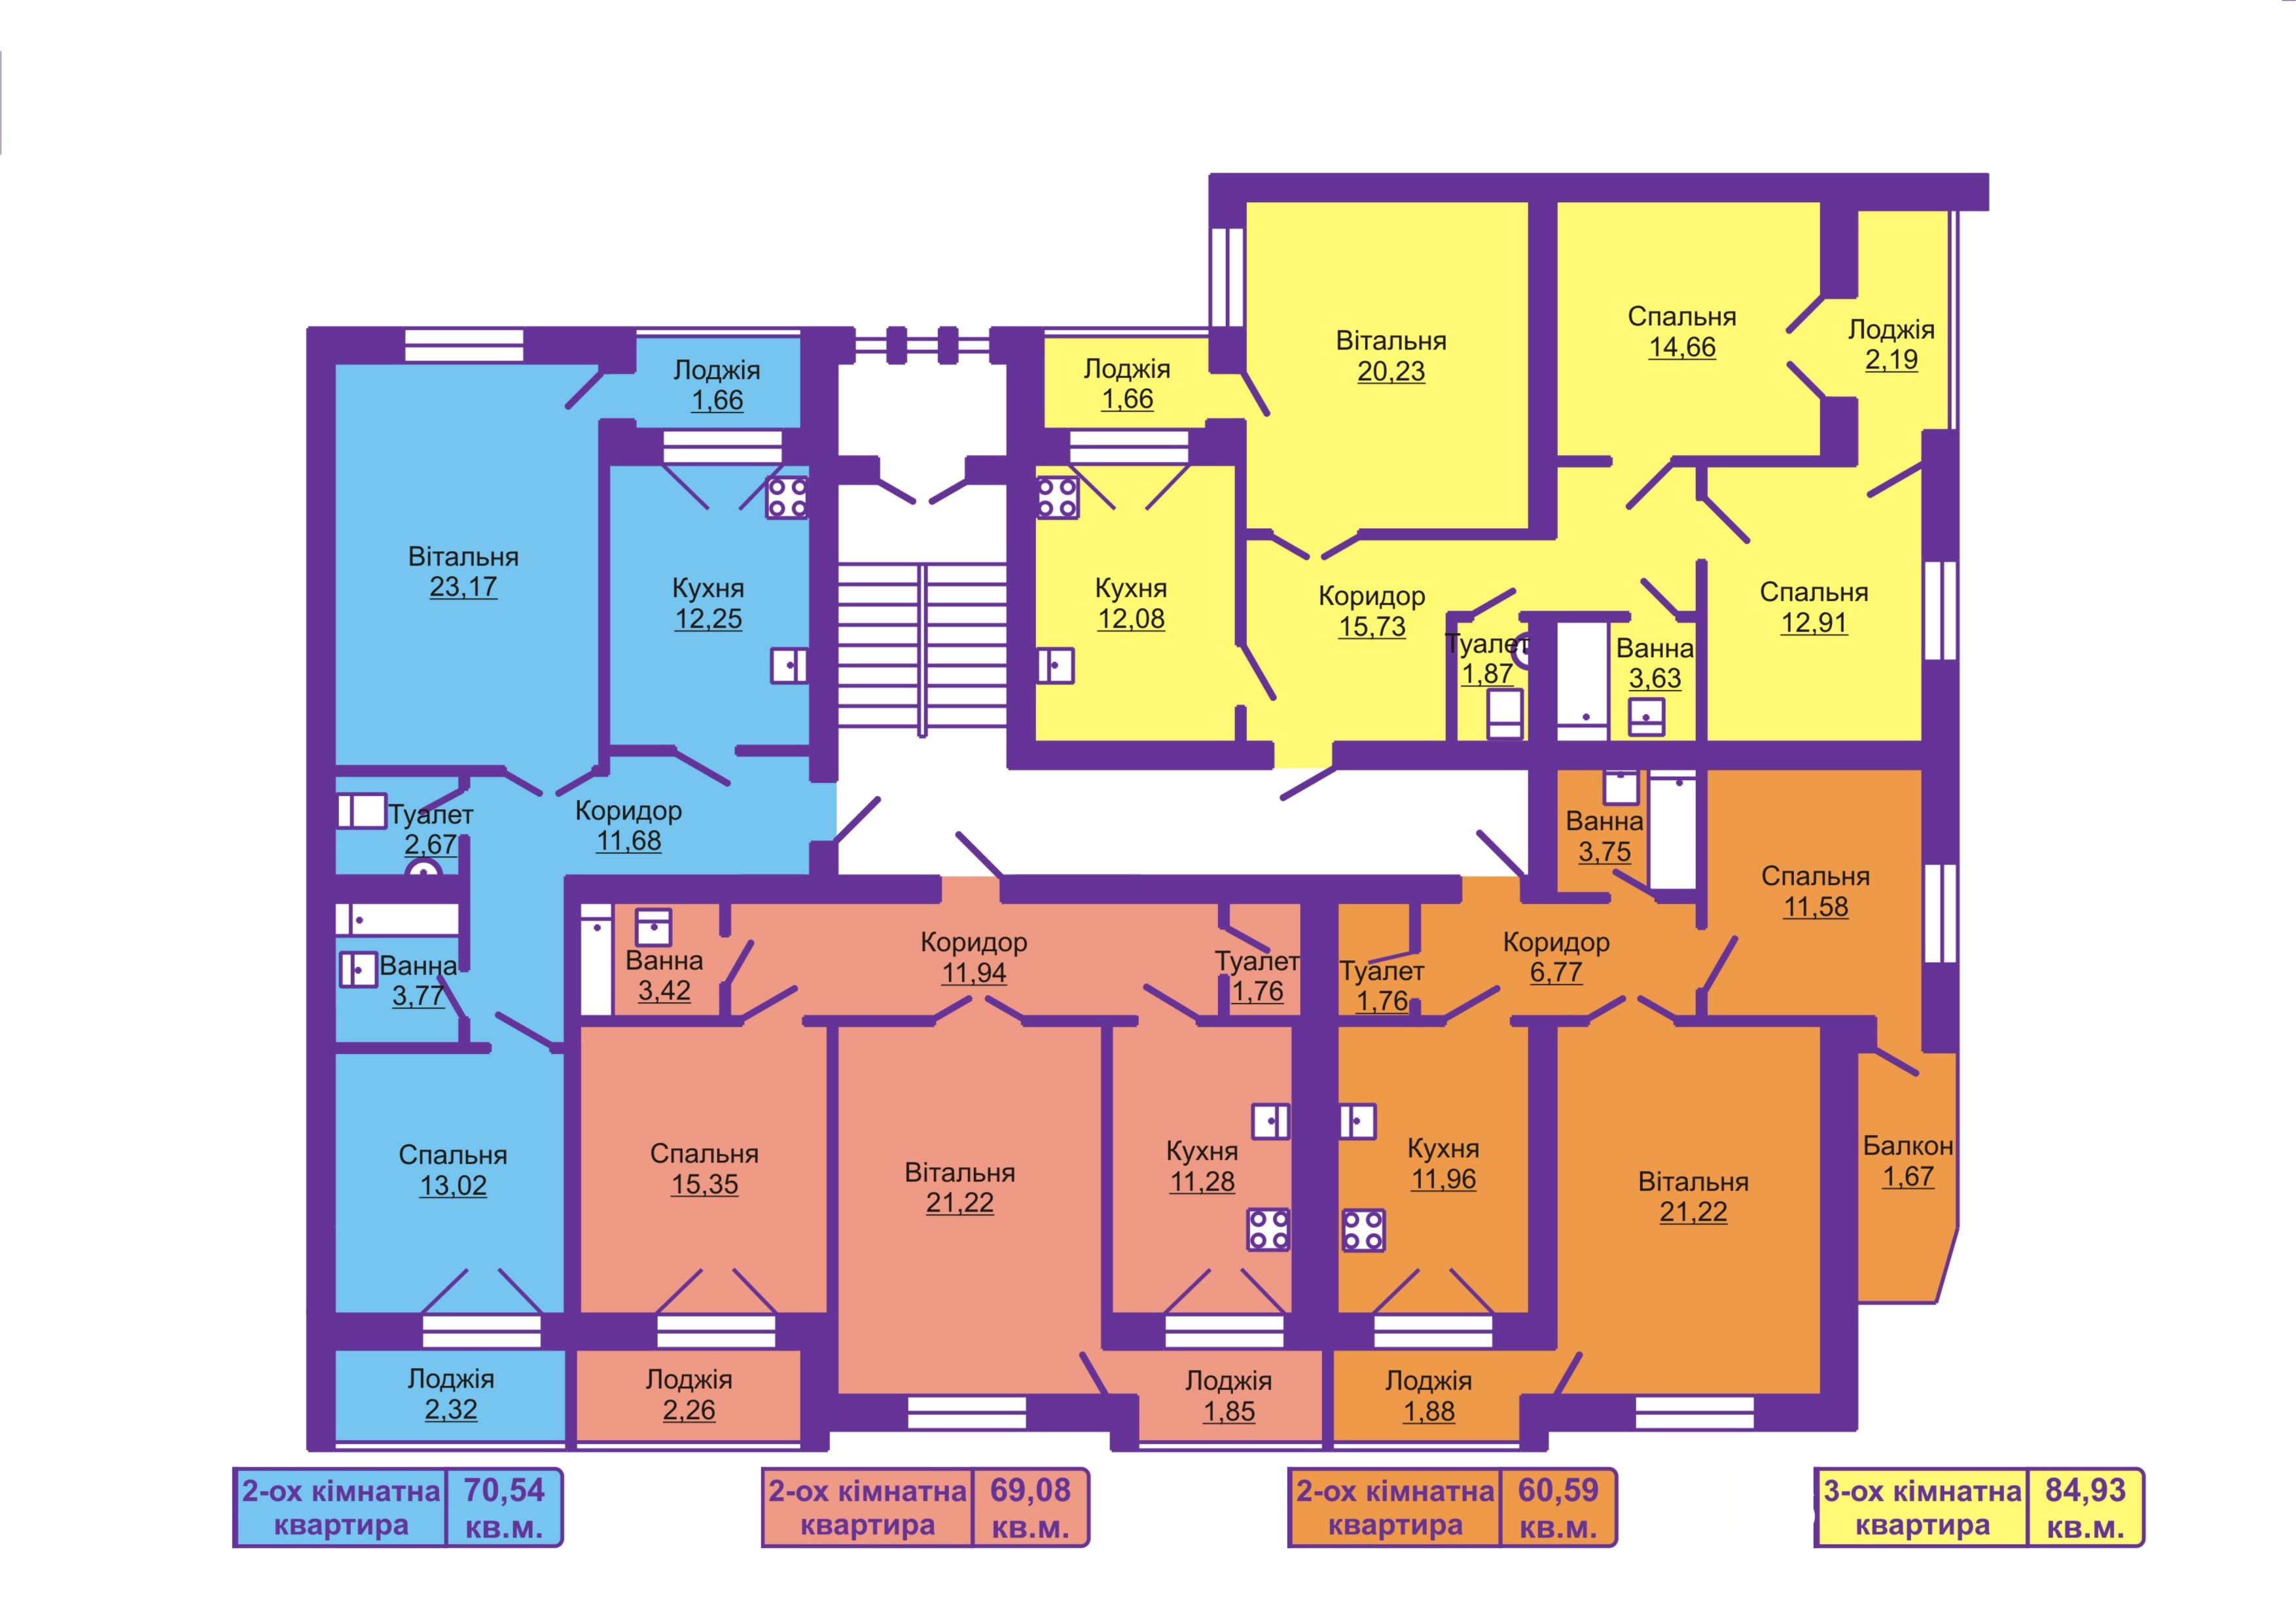 Вітальня
20,23
Спальня
14,66
Лоджія
2,19
Лоджія
1,66
Лоджія
1,66
Вітальня
23,17
Кухня
12,25
Кухня
12,08
Коридор
15,73
Туалет
1,87
Ванна
3,63
Спальня
12,91
Туалет
2,67
Коридор
11,68
Ванна
3,75
Спальня
11,58
Ванна
3,77
Ванна
3,42
Коридор
11,94
Туалет
1,76
Туалет
1,76
Коридор
6,77
Спальня
13,02
Спальня
15,35
Вітальня
21,22
Кухня
11,28
Кухня
11,96
Вітальня
21,22
Балкон
1,67
Лоджія
2,32
Лоджія
2,26
Лоджія
1,85
Лоджія
1,88
2-ох кімнатна
квартира
70,54
кв.м.
2-ох кімнатна
квартира
69,08
кв.м.
2-ох кімнатна
квартира
60,59
кв.м.
3-ох кімнатна
квартира
84,93
кв.м.